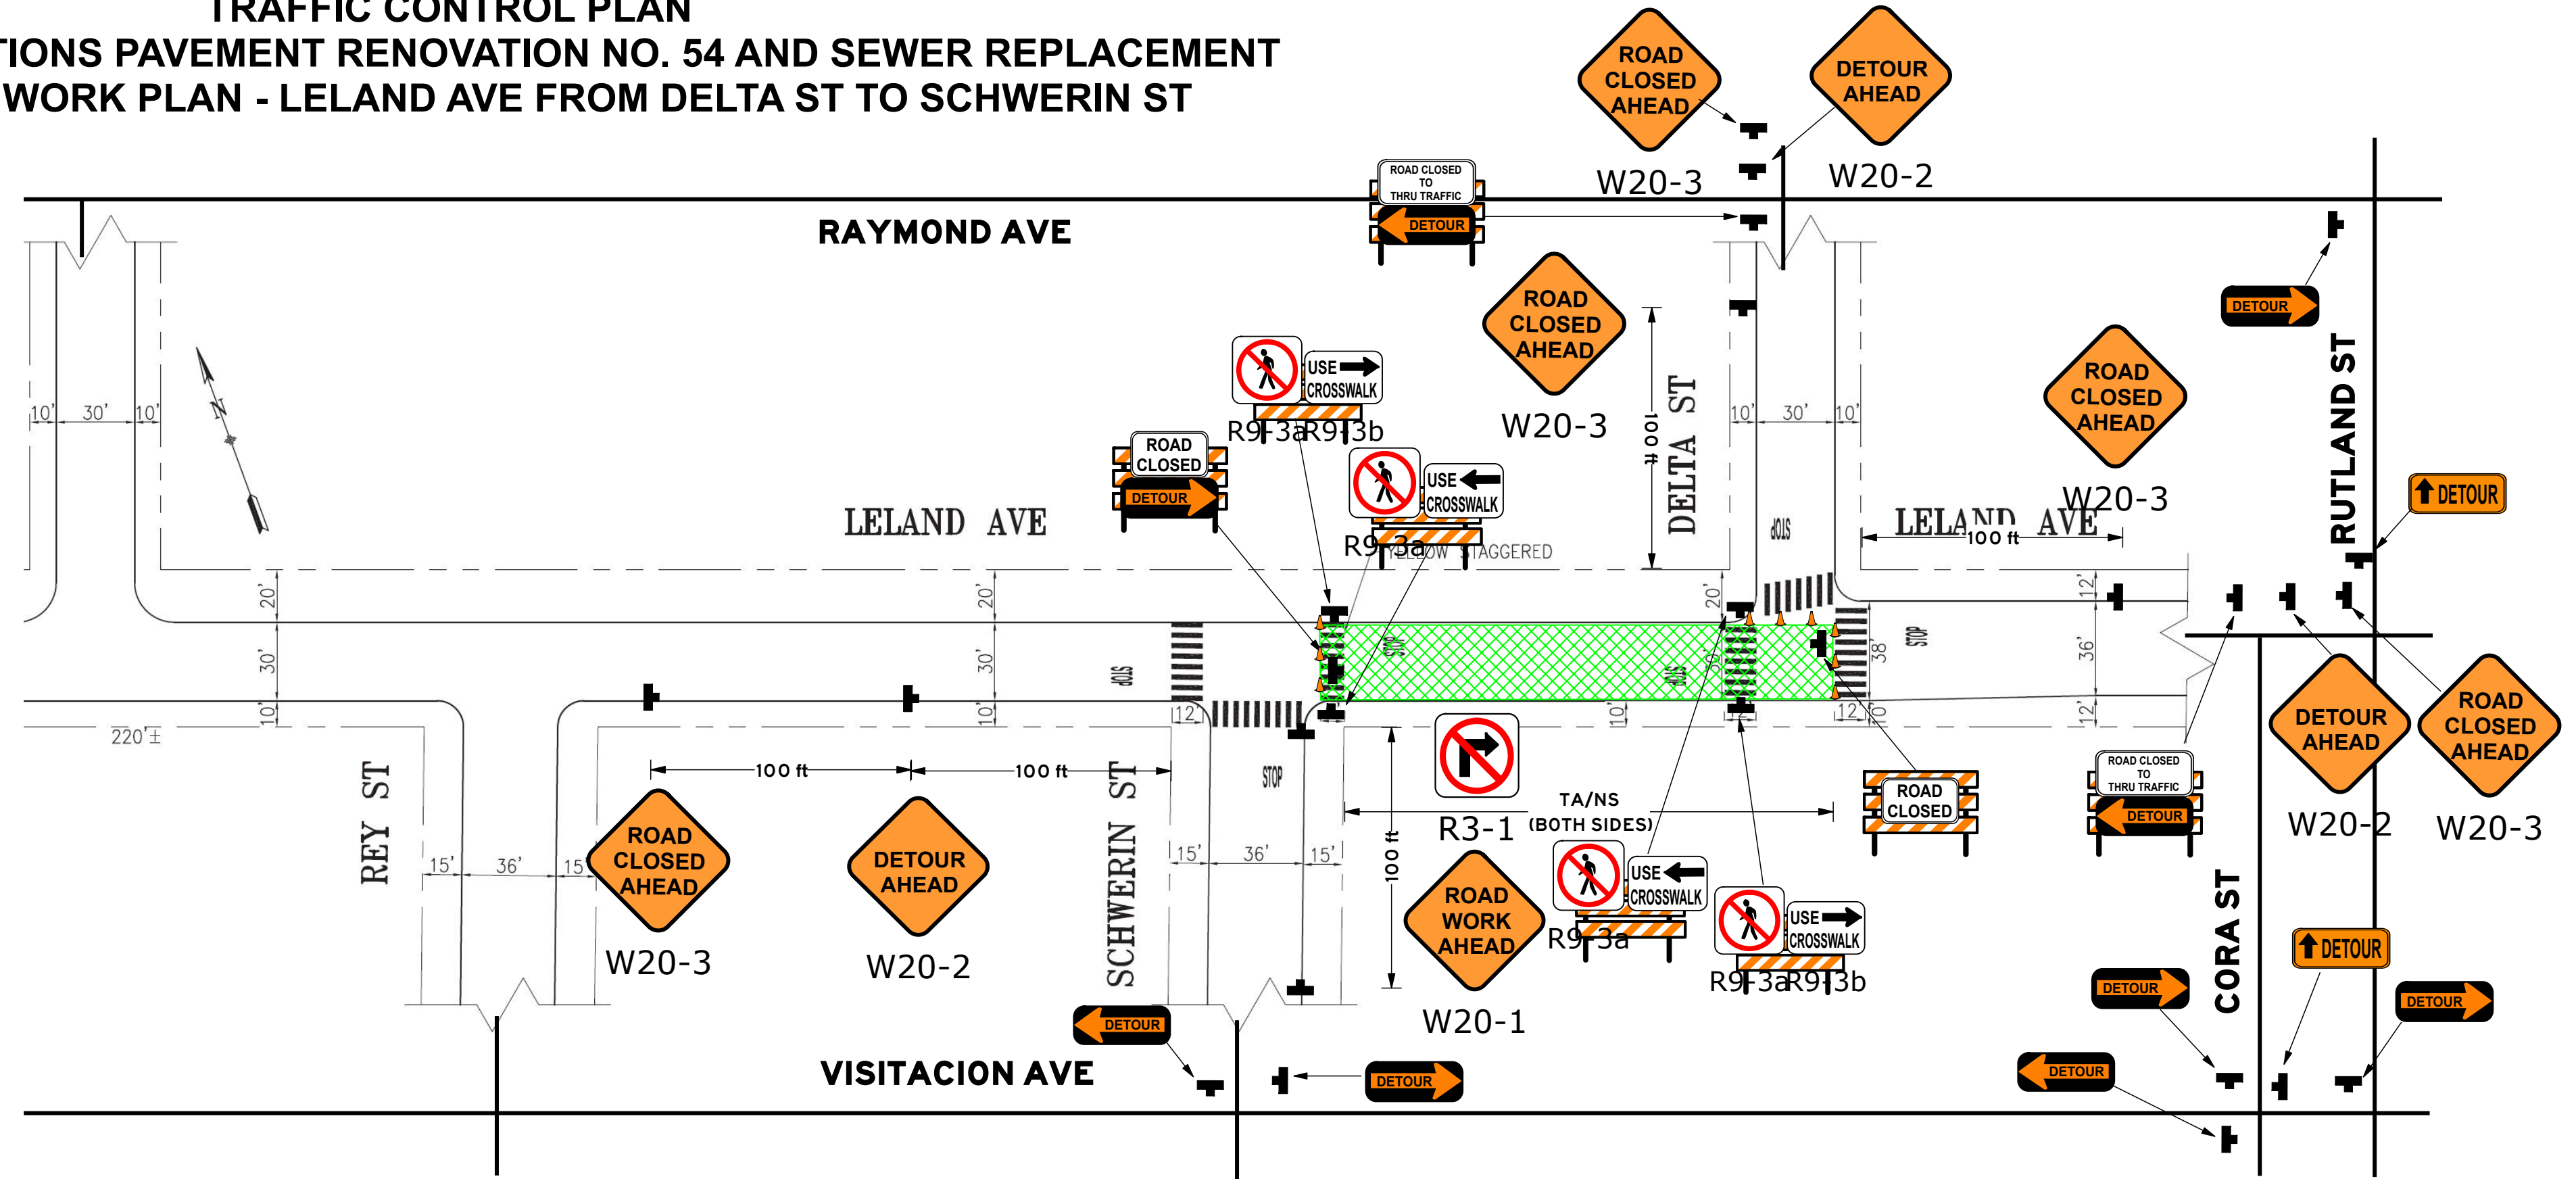 TRAFFIC CONTROL PLAN
TIONS PAVEMENT RENOVATION NO. 54 AND SEWER REPLACEMENT
WORK PLAN - LELAND AVE FROM DELTA ST TO SCHWERIN ST
ROAD
CLOSED
AHEAD
W20-3
DETOUR
AHEAD
W20-2
ROAD CLOSED
TO
THRU TRAFFIC
DETOUR
RAYMOND AVE
ROAD
CLOSED
AHEAD
W20-3
100 ft
DELTA ST
10'
30'
10'
DETOUR
ROAD
CLOSED
AHEAD
W20-3
RUTLAND ST
DETOUR
10'
30'
10'
N
USE
CROSSWALK
R9-3a
R9-3b
ROAD
CLOSED
DETOUR
USE
CROSSWALK
R9-3a
YELLOW STAGGERED
LELAND AVE
STOP
LELAND AVE
100 ft
20'
20'
20'
12'
30'
30'
STOP
STOP
STOP
30'
38'
STOP
36'
10'
10'
12'
10'
12'
12'
10'
12'
220'±
REY ST
15'
36'
15'
100 ft
100 ft
ROAD
CLOSED
AHEAD
W20-3
DETOUR
AHEAD
W20-2
SCHWERIN ST
15'
36'
15'
STOP
100 ft
R3-1
TA/NS
(BOTH SIDES)
ROAD
WORK
AHEAD
W20-1
USE
CROSSWALK
R9-3a
USE
CROSSWALK
R9-3a
R9-3b
ROAD
CLOSED
ROAD CLOSED
TO
THRU TRAFFIC
DETOUR
DETOUR
AHEAD
W20-2
ROAD
CLOSED
AHEAD
W20-3
CORA ST
DETOUR
DETOUR
DETOUR
DETOUR
DETOUR
DETOUR
VISITACION AVE